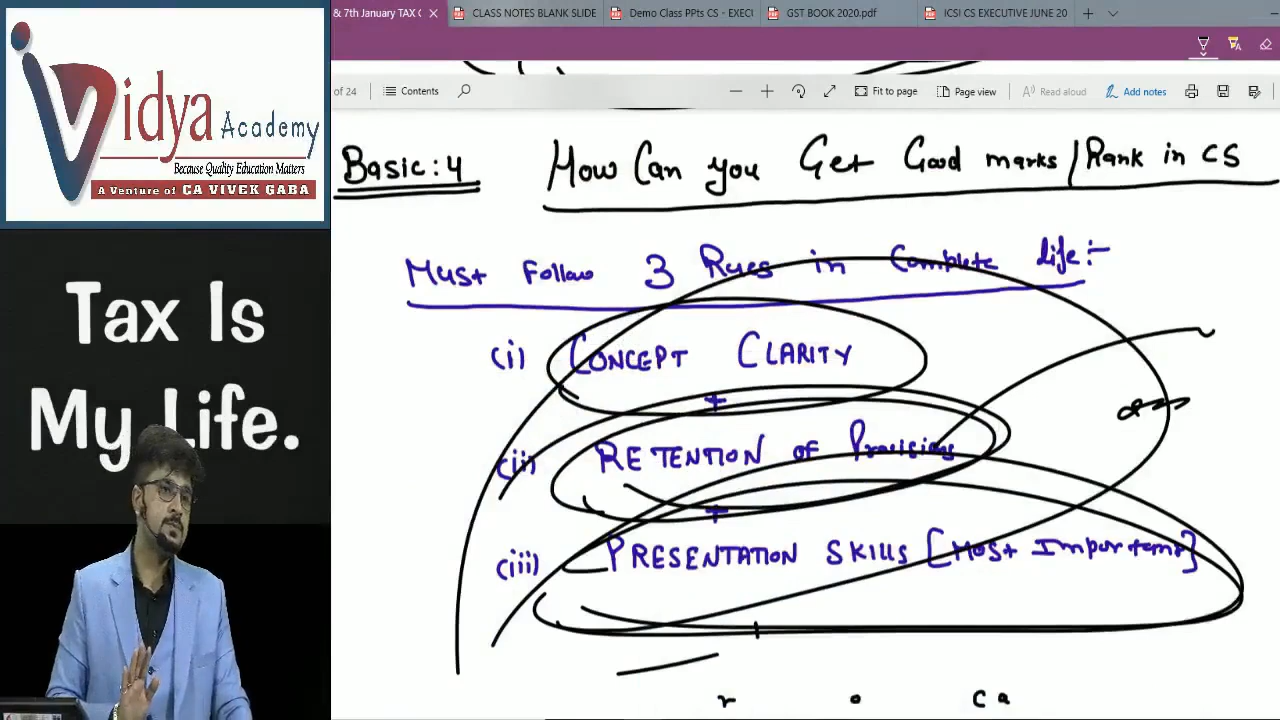 & 7th January TAX C
CLASS NOTES BLANK SLIDE
Demo Class PPts CS - EXECU
GST BOOK 2020.pdf
ICSI CS EXECUTIVE JUNE 20
of 24
Contents
Fit to page
Page view
Read aloud
Add notes
Vidya Academy
Because Quality Education Matters
A Venture of CA VIVEK GABA
Tax Is
My Life.
Basic: 4 How Can you Get Good marks/Rank in CS
Must Follow 3 Rues in Complete life:-
(i) CONCEPT CLARITY
+
(ii) RETENTION of Provisions
+
(iii) PRESENTATION SKILLS [Most Important]